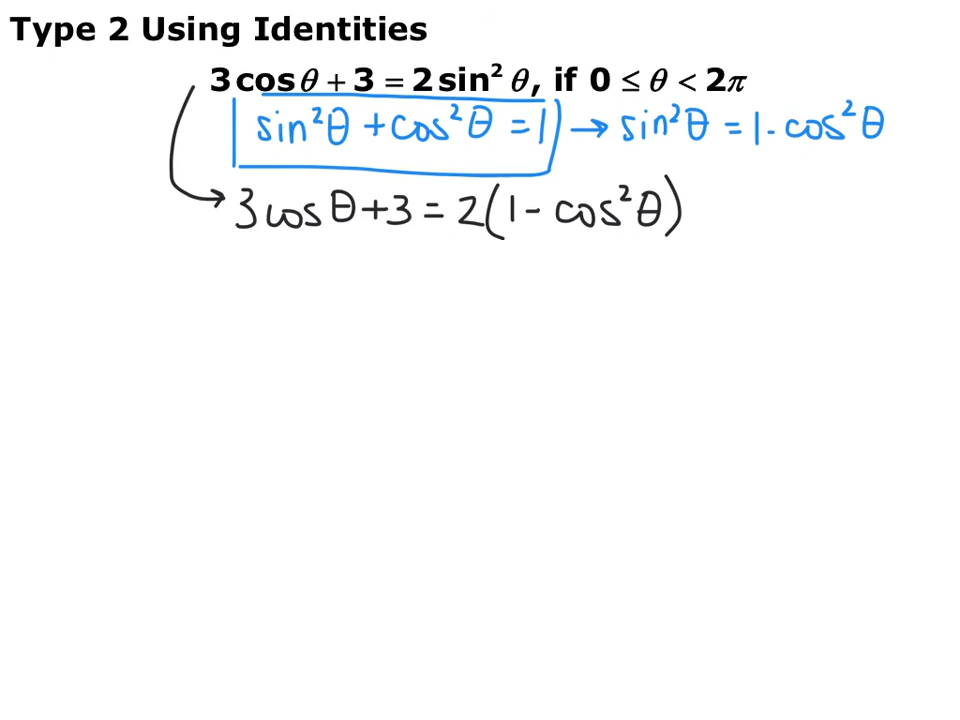 Type 2 Using Identities
3cosθ + 3 = 2sin² θ, if 0 ≤ θ < 2π
sin²θ + cos²θ = 1 → sin²θ = 1 - cos²θ
3cosθ+3 = 2(1 - cos²θ)